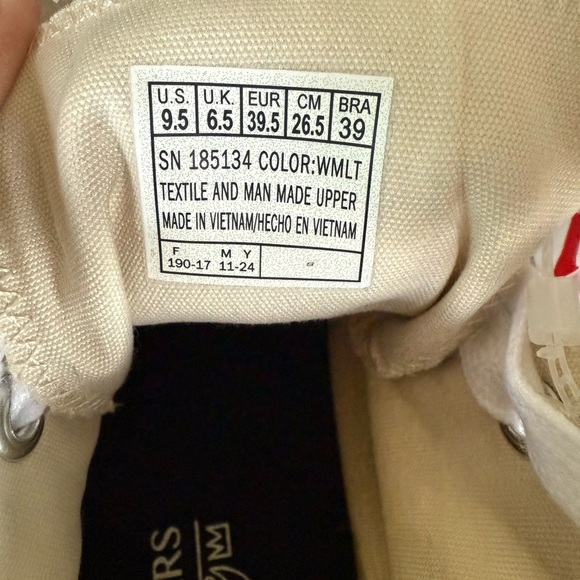 U.S. U.K. EUR CM BRA
9.5 6.5 39.5 26.5 39
SN 185134 COLOR:WMLT
TEXTILE AND MAN MADE UPPER
MADE IN VIETNAM/HECHO EN VIETNAM
F M Y
190-17 11-24
RS